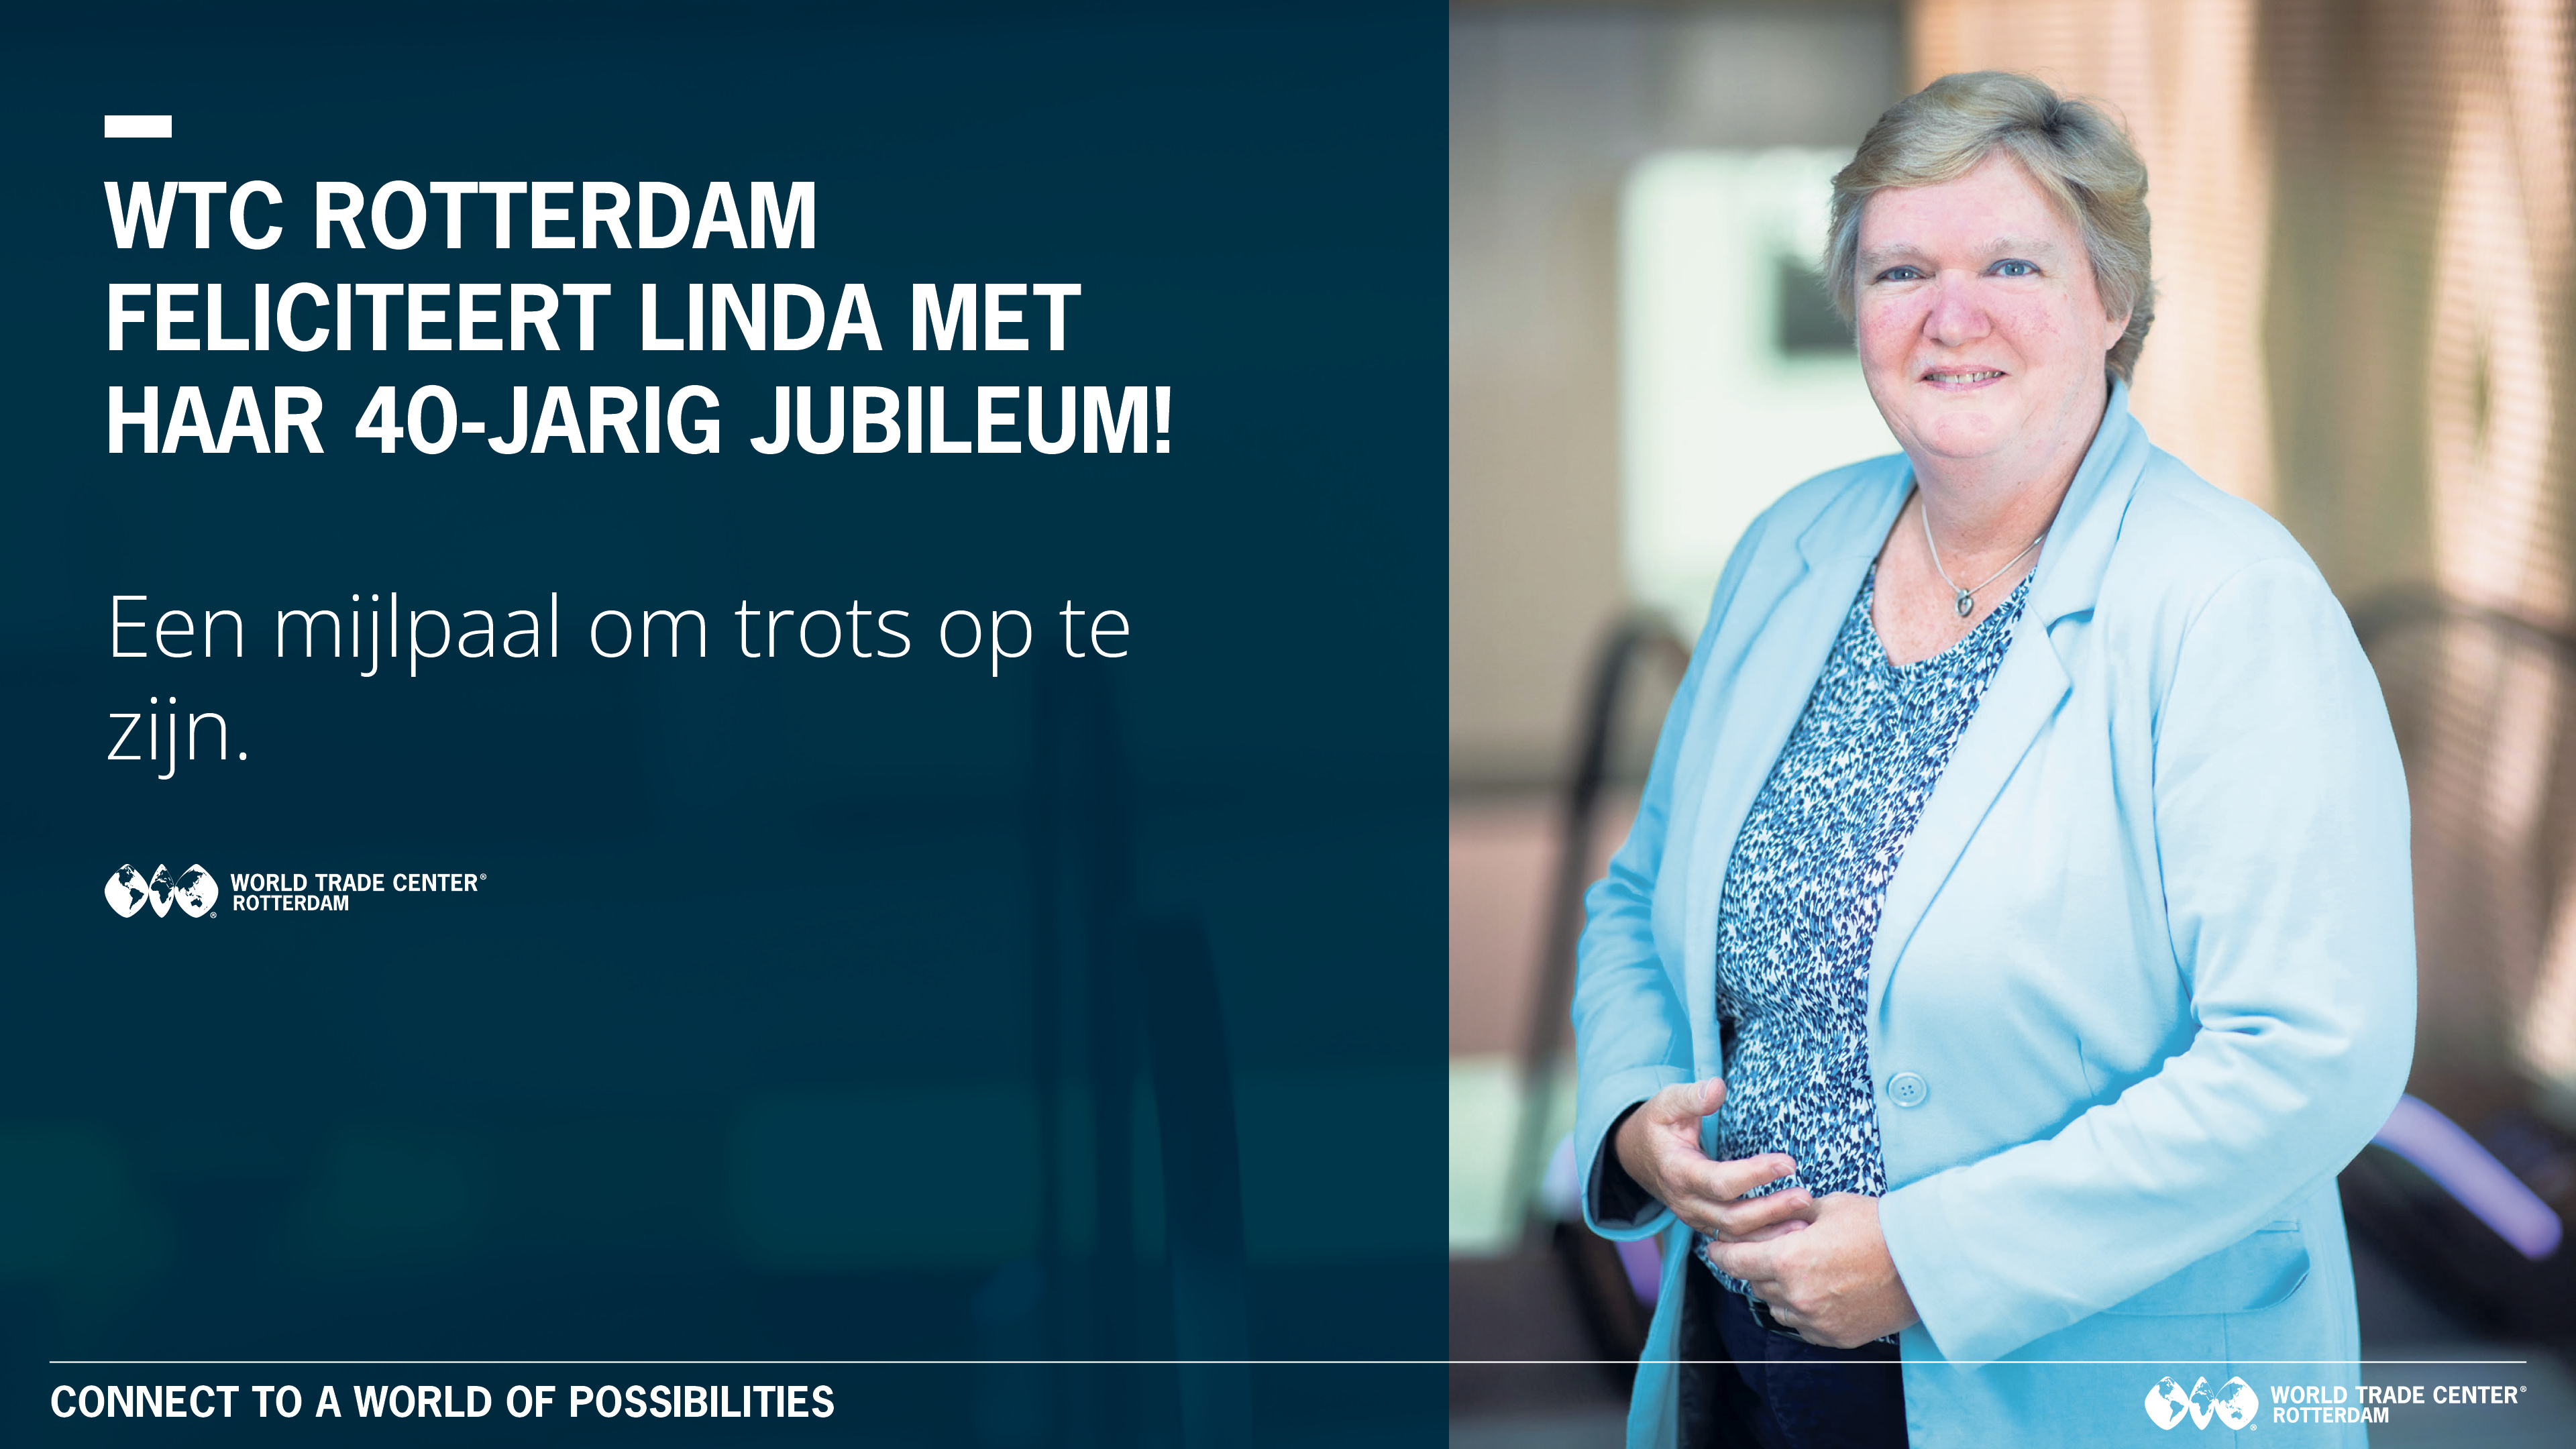 WTC ROTTERDAM
FELICITEERT LINDA MET
HAAR 40-JARIG JUBILEUM!
Een mijlpaal om trots op te
zijn.
WORLD TRADE CENTER®
ROTTERDAM
®
CONNECT TO A WORLD OF POSSIBILITIES
WORLD TRADE CENTER®
ROTTERDAM
®